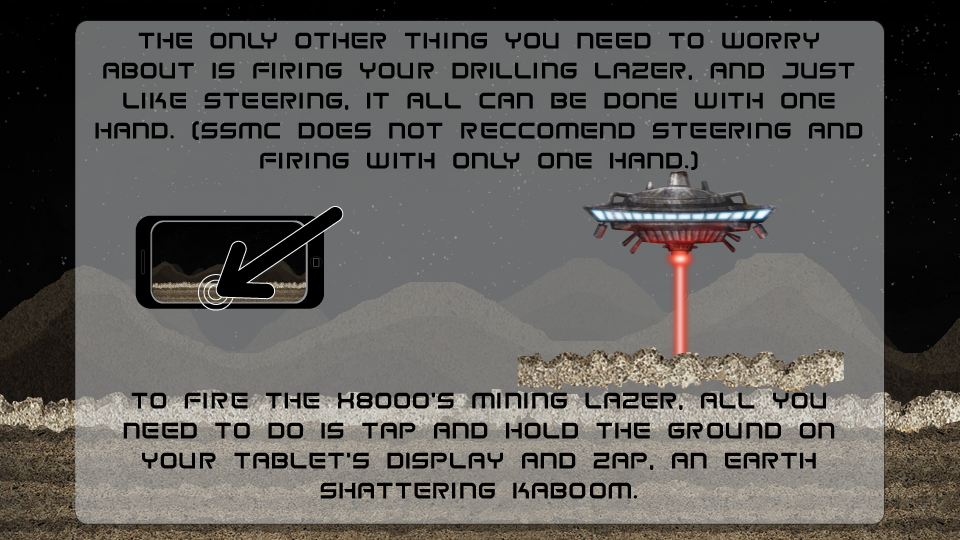 THE ONLY OTHER THING YOU NEED TO WORRY
ABOUT IS FIRING YOUR DRILLING LAZER, AND JUST
LIKE STEERING, IT ALL CAN BE DONE WITH ONE
HAND. (SSMC DOES NOT RECCOMEND STEERING AND
FIRING WITH ONLY ONE HAND.)
TO FIRE THE X8000'S MINING LAZER, ALL YOU
NEED TO DO IS TAP AND HOLD THE GROUND ON
YOUR TABLET'S DISPLAY AND ZAP, AN EARTH
SHATTERING KABOOM.